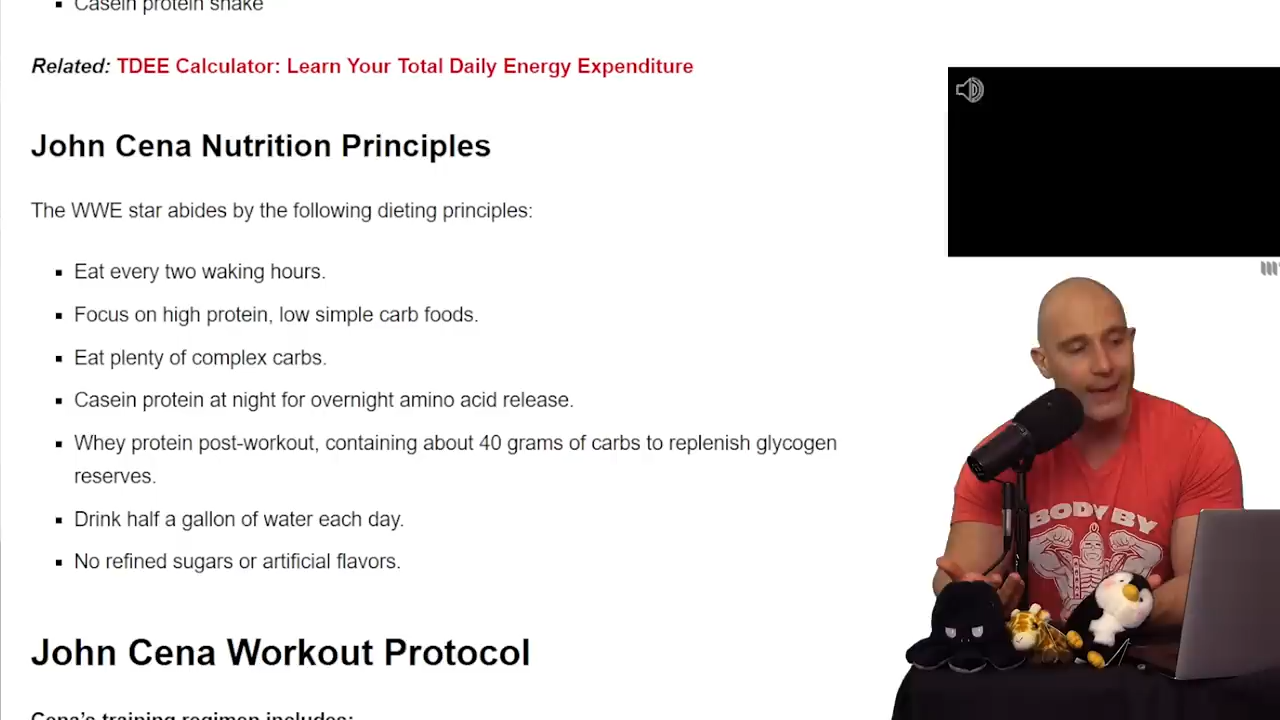 Casein protein shake
Related: TDEE Calculator: Learn Your Total Daily Energy Expenditure
John Cena Nutrition Principles
The WWE star abides by the following dieting principles:
Eat every two waking hours.
Focus on high protein, low simple carb foods.
Eat plenty of complex carbs.
Casein protein at night for overnight amino acid release.
Whey protein post-workout, containing about 40 grams of carbs to replenish glycogen
reserves.
Drink half a gallon of water each day.
No refined sugars or artificial flavors.
John Cena Workout Protocol
Cena's training regimen includes:
BODY BY